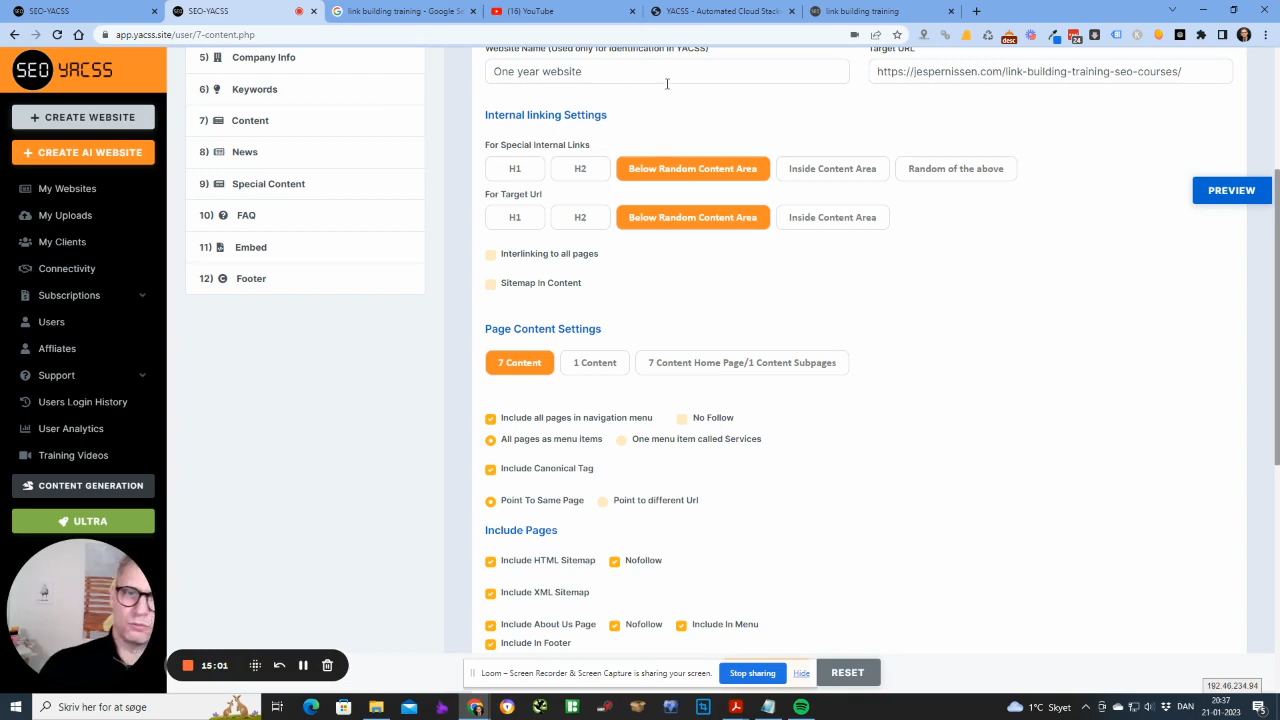 SEO-YACSS
SEO-YACSS
link building training - Google Se
(16) YouTube
YACSS - Automated Cloud Stack
link building training
app.yacss.site/user/7-content.php
desc
24
SEO YACSS
CREATE WEBSITE
CREATE AI WEBSITE
My Websites
My Uploads
My Clients
Connectivity
Subscriptions
Users
Affliates
Support
Users Login History
User Analytics
Training Videos
CONTENT GENERATION
ULTRA
5) Company Info
6) Keywords
7) Content
8) News
9) Special Content
10) FAQ
11) Embed
12) Footer
Website Name (Used only for identification in YACSS)
Target URL
One year website
https://jespernissen.com/link-building-training-seo-courses/
Internal linking Settings
For Special Internal Links
H1 H2 Below Random Content Area Inside Content Area Random of the above
For Target Url
H1 H2 Below Random Content Area Inside Content Area
PREVIEW
Interlinking to all pages
Sitemap In Content
Page Content Settings
7 Content 1 Content 7 Content Home Page/1 Content Subpages
Include all pages in navigation menu No Follow
All pages as menu items One menu item called Services
Include Canonical Tag
Point To Same Page Point to different Url
Include Pages
Include HTML Sitemap Nofollow
Include XML Sitemap
Include About Us Page Nofollow Include In Menu
Include In Footer
15:01
Loom – Screen Recorder & Screen Capture is sharing your screen. Stop sharing Hide
RESET
192.46.234.94
Skriv her for at søge
1°C Skyet
DAN
20:37
21-01-2023